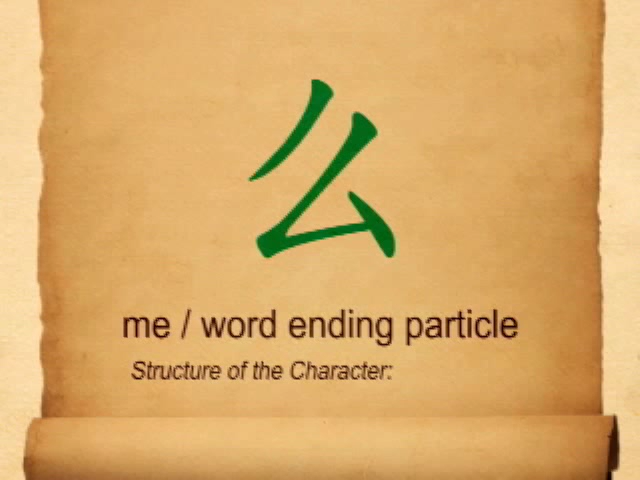 么
me / word ending particle
Structure of the Character: